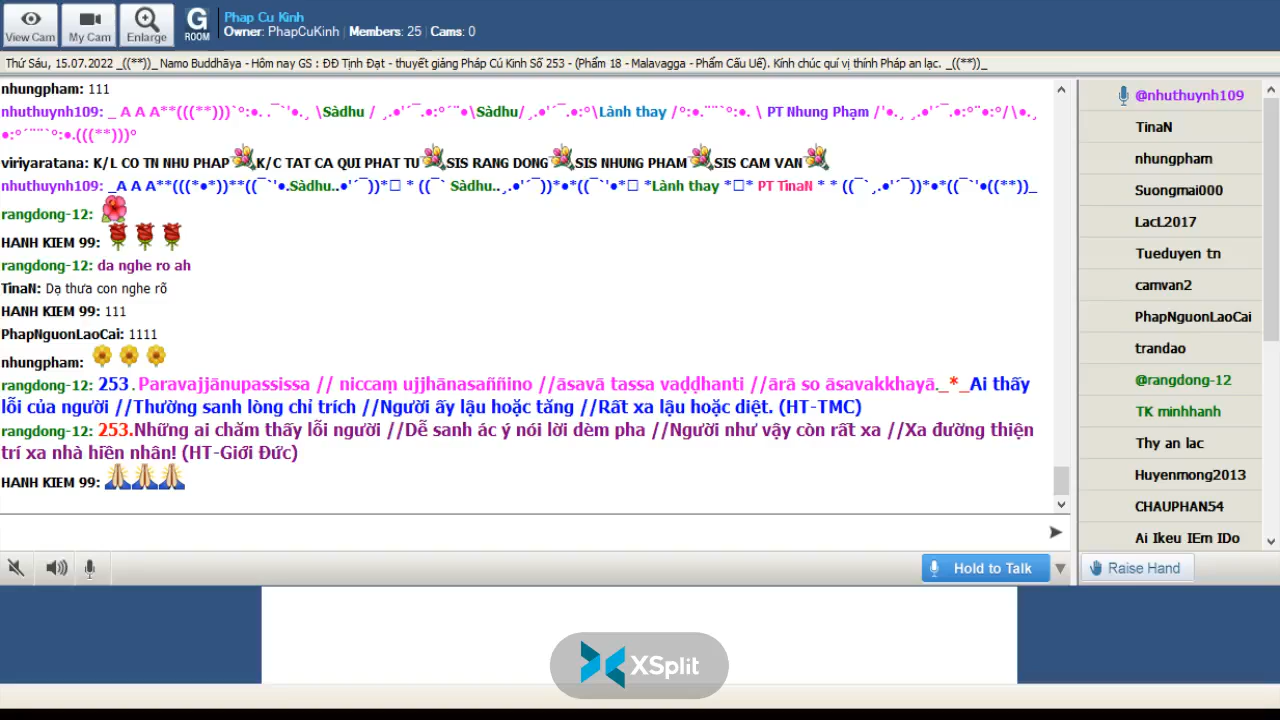 View Cam
My Cam
Enlarge
G
ROOM
Phap Cu Kinh
Owner: PhapCuKinh | Members: 25 | Cams: 0
Thứ Sáu, 15.07.2022 _((**))_ Namo Buddhāya - Hôm nay GS : ĐĐ Tịnh Đạt - thuyết giảng Pháp Cú Kinh Số 253 - (Phẩm 18 - Malavagga - Phẩm Cấu Uế). Kính chúc quí vị thính Pháp an lạc. _((**))_
nhungpham: 111
nhuthuynh109: _ A A A**(((**)))`°:•. .¯`'•.¸ \Sàdhu / ¸.•'´¯.•:°´¨•\Sàdhu/¸.•'´¯.•:°\Lành thay /°:•.¨¨`°:•. \ PT Nhung Phạm /'•.¸ ¸.•'´¯.•:°¨•:°/\•.¸
•:°´¨¨`°:•.(((**)))°
viriyaratana: K/L CO TN NHU PHAP K/C TAT CA QUI PHAT TU SIS RANG DONG SIS NHUNG PHAM SIS CAM VAN
nhuthuynh109: _A A A**(((*•*))**((¯`'•.Sàdhu..•'´¯))*□ * ((¯` Sàdhu..¸.•'´¯))*•*((¯`'•*□ *Lành thay *□* PT TinaN * * ((¯`¸.•'´¯))*•*((¯`'•((**))_
rangdong-12:
HANH KIEM 99:
rangdong-12: da nghe ro ah
TinaN: Dạ thưa con nghe rõ
HANH KIEM 99: 111
PhapNguonLaoCai: 1111
nhungpham:
rangdong-12: 253.Paravajjānupassissa // niccaṃ ujjhānasaññino //āsavā tassa vaḍḍhanti //ārā so āsavakkhayā._*_Ai thấy
lỗi của người //Thường sanh lòng chỉ trích //Người ấy lậu hoặc tăng //Rất xa lậu hoặc diệt. (HT-TMC)
rangdong-12: 253.Những ai chăm thấy lỗi người //Dễ sanh ác ý nói lời dèm pha //Người như vậy còn rất xa //Xa đường thiện
trí xa nhà hiền nhân! (HT-Giới Đức)
HANH KIEM 99:
@nhuthuynh109
TinaN
nhungpham
Suongmai000
LacL2017
Tueduyen tn
camvan2
PhapNguonLaoCai
trandao
@rangdong-12
TK minhhanh
Thy an lac
Huyenmong2013
CHAUPHAN54
Ai Ikeu IEm IDo
Hold to Talk
Raise Hand
XSplit